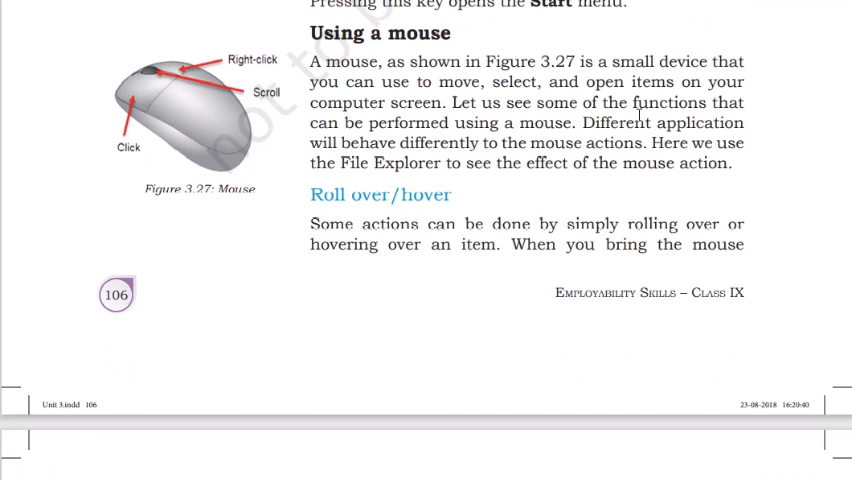 Pressing this key opens the Start menu.
Using a mouse
Right-click
Scroll
Click
Figure 3.27: Mouse
A mouse, as shown in Figure 3.27 is a small device that
you can use to move, select, and open items on your
computer screen. Let us see some of the functions that
can be performed using a mouse. Different application
will behave differently to the mouse actions. Here we use
the File Explorer to see the effect of the mouse action.
Roll over/hover
Some actions can be done by simply rolling over or
hovering over an item. When you bring the mouse
106
Employability Skills – Class IX
Unit 3.indd 106
23-08-2018 16:20:40
not to b